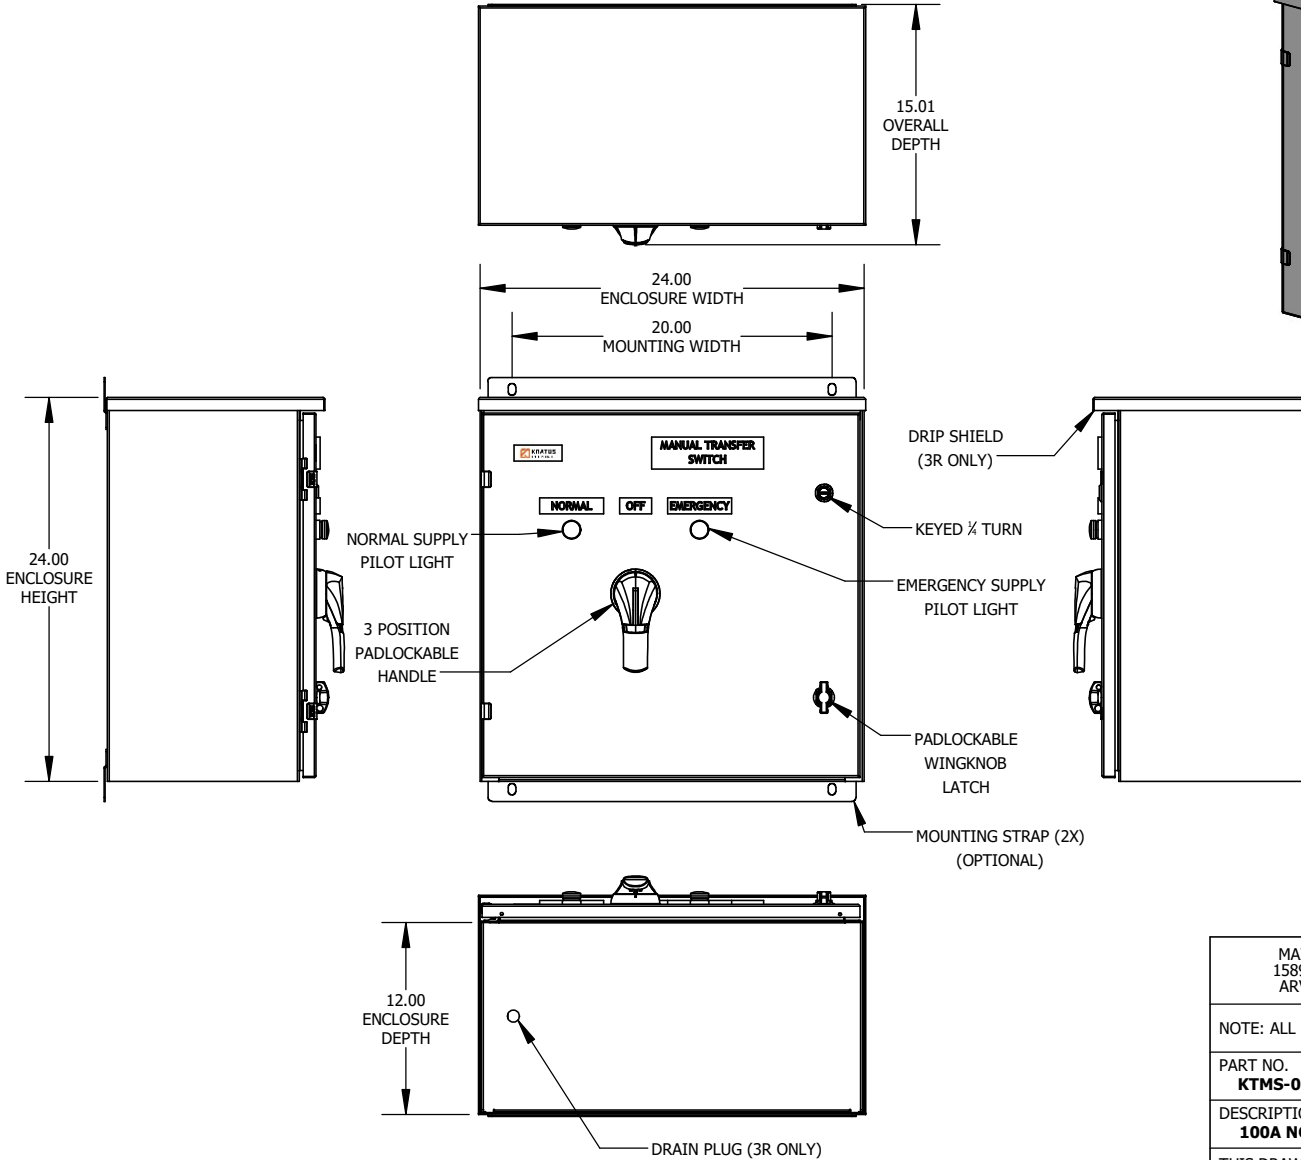 15.01
OVERALL
DEPTH
24.00
ENCLOSURE WIDTH
20.00
MOUNTING WIDTH
DRIP SHIELD
(3R ONLY)
KRATUS
MANUAL TRANSFER
SWITCH
NORMAL
OFF
EMERGENCY
KEYED ¼ TURN
NORMAL SUPPLY
PILOT LIGHT
24.00
ENCLOSURE
HEIGHT
EMERGENCY SUPPLY
PILOT LIGHT
3 POSITION
PADLOCKABLE
HANDLE
PADLOCKABLE
WINGKNOB
LATCH
MOUNTING STRAP (2X)
(OPTIONAL)
12.00
ENCLOSURE
DEPTH
DRAIN PLUG (3R ONLY)
NOTE: ALL
PART NO.
KTMS-0
100A